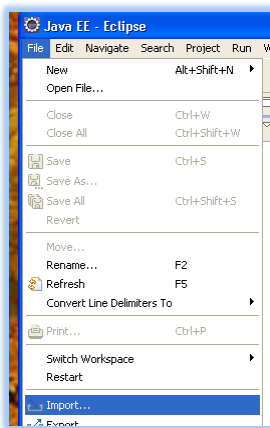 Java EE - Eclipse
File Edit Navigate Search Project Run
New Alt+Shift+N
Open File...
Close Ctrl+W
Close All Ctrl+Shift+W
Save Ctrl+S
Save As...
Save All Ctrl+Shift+S
Revert
Move...
Rename... F2
Refresh F5
Convert Line Delimiters To
Print... Ctrl+P
Switch Workspace
Restart
Import...
Export...